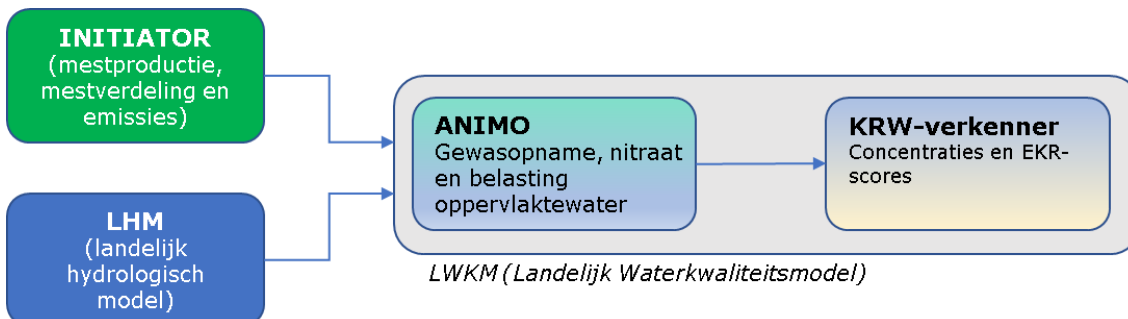 INITIATOR
(mestproductie,
mestverdeling en
emissies)
LHM
(landelijk
hydrologisch
model)
ANIMO
Gewasopname, nitraat
en belasting
oppervlaktewater
KRW-verkenner
Concentraties en EKR-
scores
LWKM (Landelijk Waterkwaliteitsmodel)